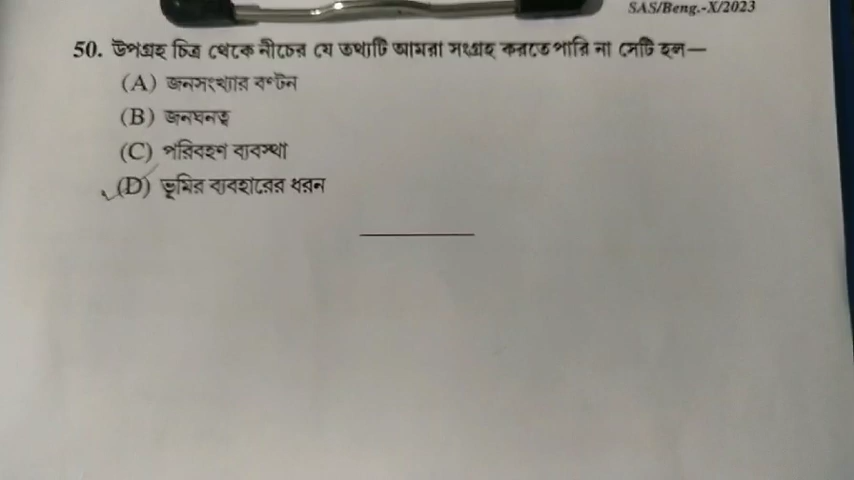 SAS/Beng.-X/2023
50. উপগ্রহ চিত্র থেকে নীচের যে তথ্যটি আমরা সংগ্রহ করতে পারি না সেটি হল—
(A) জনসংখ্যার বণ্টন
(B) জনঘনত্ব
(C) পরিবহণ ব্যবস্থা
(D) ভূমির ব্যবহারের ধরন